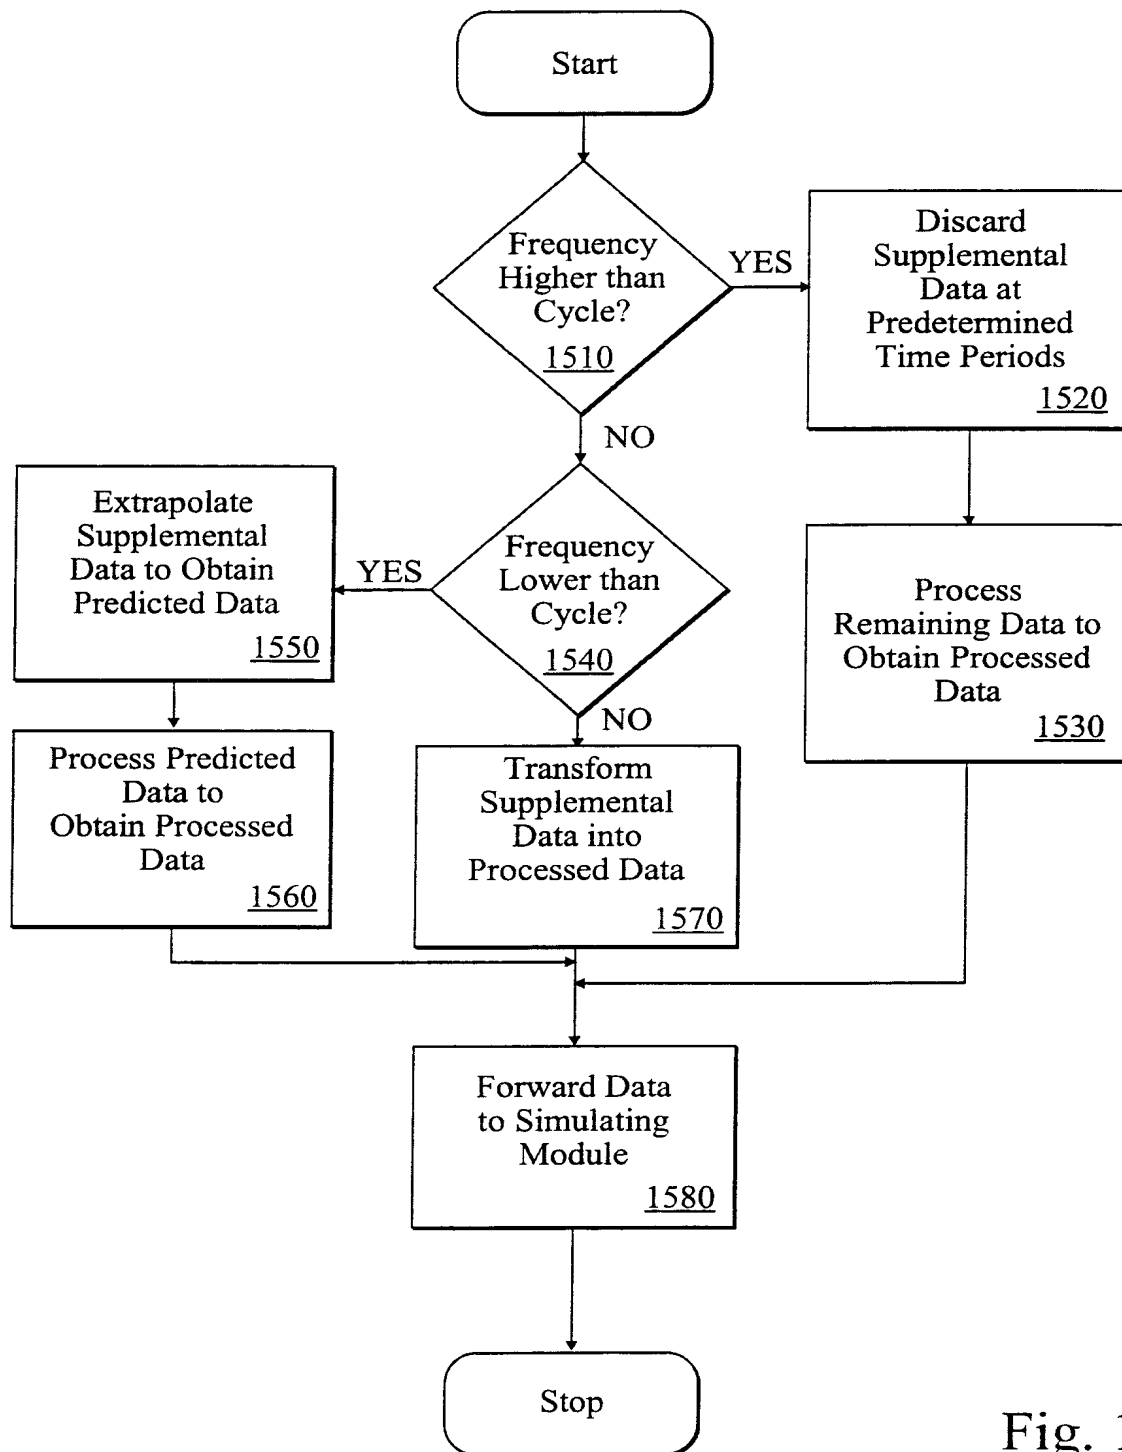 Start
Frequency
Higher than
Cycle?
1510
YES
Discard
Supplemental
Data at
Predetermined
Time Periods
1520
NO
Extrapolate
Supplemental
Data to Obtain
Predicted Data
1550
YES
Frequency
Lower than
Cycle?
1540
Process
Remaining Data to
Obtain Processed
Data
1530
NO
Process Predicted
Data to
Obtain Processed
Data
1560
Transform
Supplemental
Data into
Processed Data
1570
Forward Data
to Simulating
Module
1580
Stop
Fig.